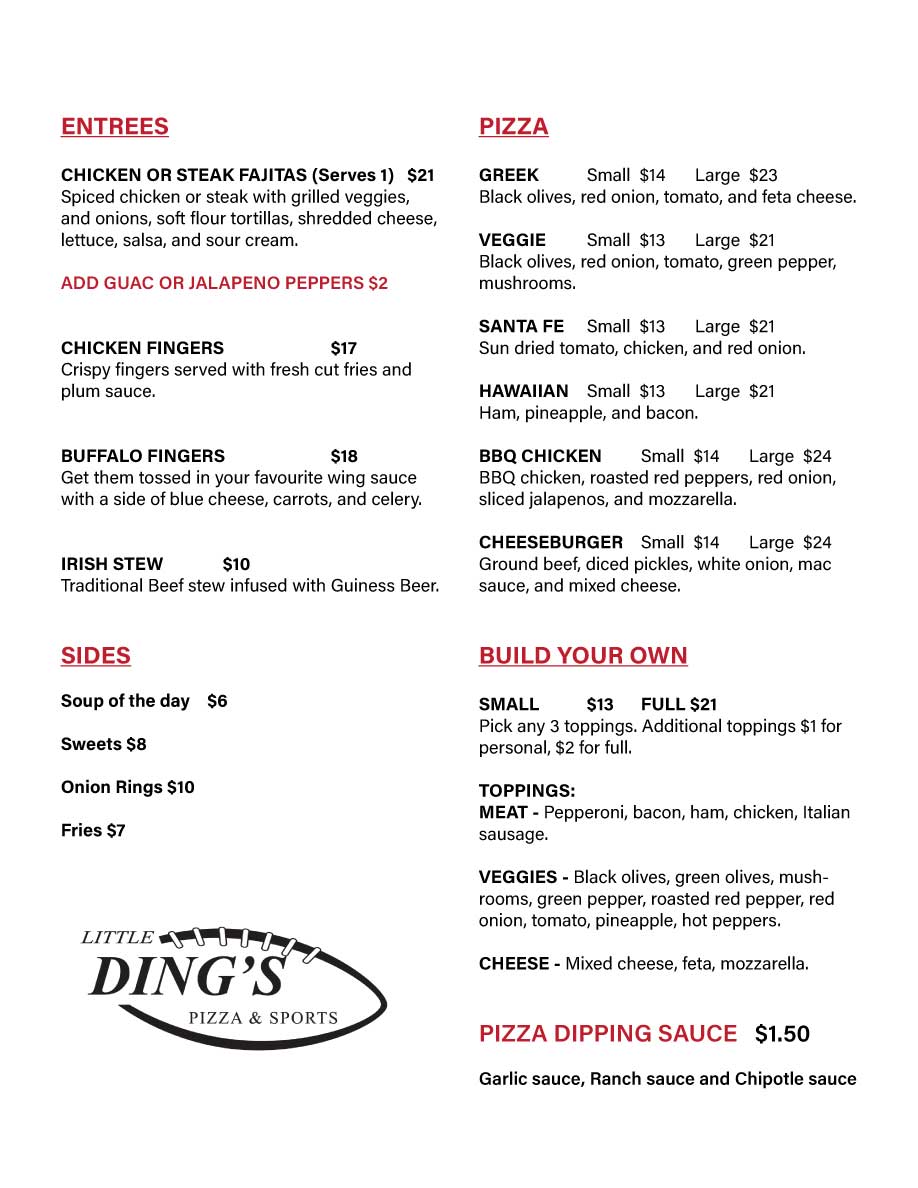 ENTREES
CHICKEN OR STEAK FAJITAS (Serves 1) $21
Spiced chicken or steak with grilled veggies,
and onions, soft flour tortillas, shredded cheese,
lettuce, salsa, and sour cream.
ADD GUAC OR JALAPENO PEPPERS $2
CHICKEN FINGERS $17
Crispy fingers served with fresh cut fries and
plum sauce.
BUFFALO FINGERS $18
Get them tossed in your favourite wing sauce
with a side of blue cheese, carrots, and celery.
IRISH STEW $10
Traditional Beef stew infused with Guiness Beer.
SIDES
Soup of the day $6
Sweets $8
Onion Rings $10
Fries $7
LITTLE
DING'S
PIZZA & SPORTS
PIZZA
GREEK Small $14 Large $23
Black olives, red onion, tomato, and feta cheese.
VEGGIE Small $13 Large $21
Black olives, red onion, tomato, green pepper,
mushrooms.
SANTA FE Small $13 Large $21
Sun dried tomato, chicken, and red onion.
HAWAIIAN Small $13 Large $21
Ham, pineapple, and bacon.
BBQ CHICKEN Small $14 Large $24
BBQ chicken, roasted red peppers, red onion,
sliced jalapenos, and mozzarella.
CHEESEBURGER Small $14 Large $24
Ground beef, diced pickles, white onion, mac
sauce, and mixed cheese.
BUILD YOUR OWN
SMALL $13 FULL $21
Pick any 3 toppings. Additional toppings $1 for
personal, $2 for full.
TOPPINGS:
MEAT - Pepperoni, bacon, ham, chicken, Italian
sausage.
VEGGIES - Black olives, green olives, mush-
rooms, green pepper, roasted red pepper, red
onion, tomato, pineapple, hot peppers.
CHEESE - Mixed cheese, feta, mozzarella.
PIZZA DIPPING SAUCE $1.50
Garlic sauce, Ranch sauce and Chipotle sauce